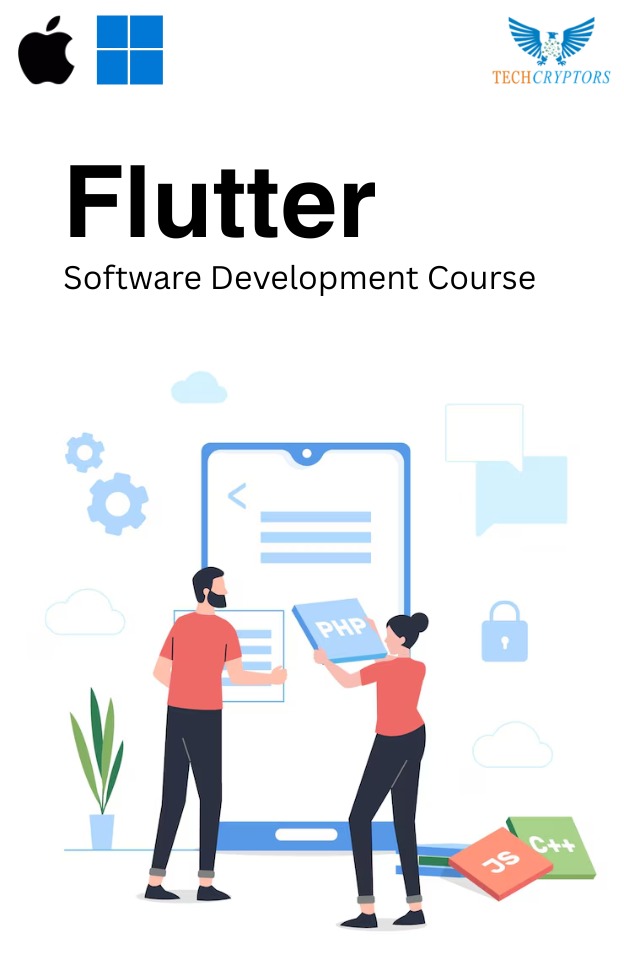 TECHCRYPTORS
Flutter
Software Development Course
<
PHP
JS
C++